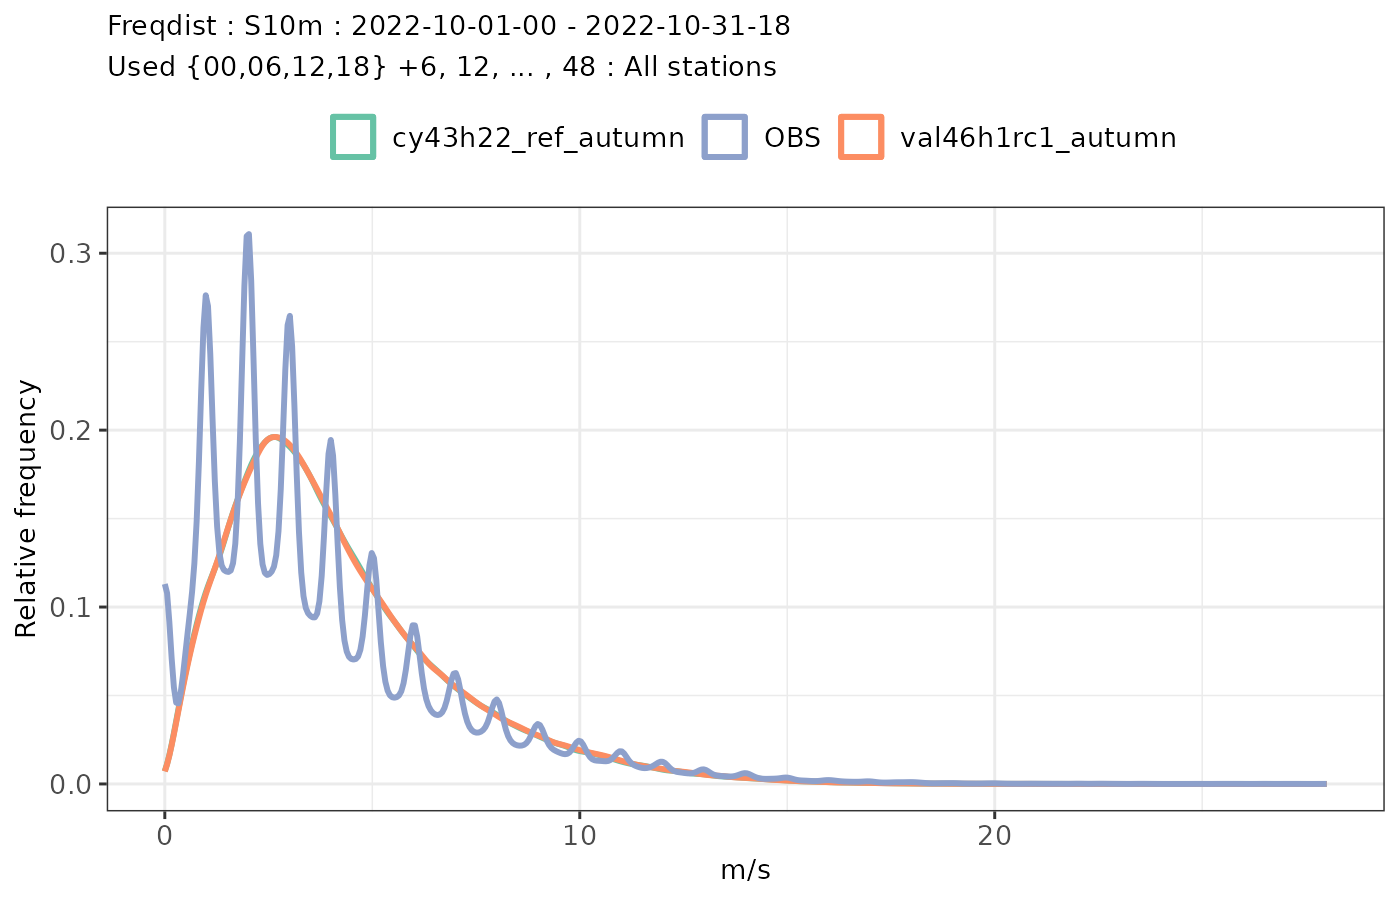 Freqdist : S10m : 2022-10-01-00 - 2022-10-31-18
Used {00,06,12,18} +6, 12, ... , 48 : All stations
cy43h22_ref_autumn OBS val46h1rc1_autumn
0.3
0.2
0.1
0.0
Relative frequency
0 10 20
m/s